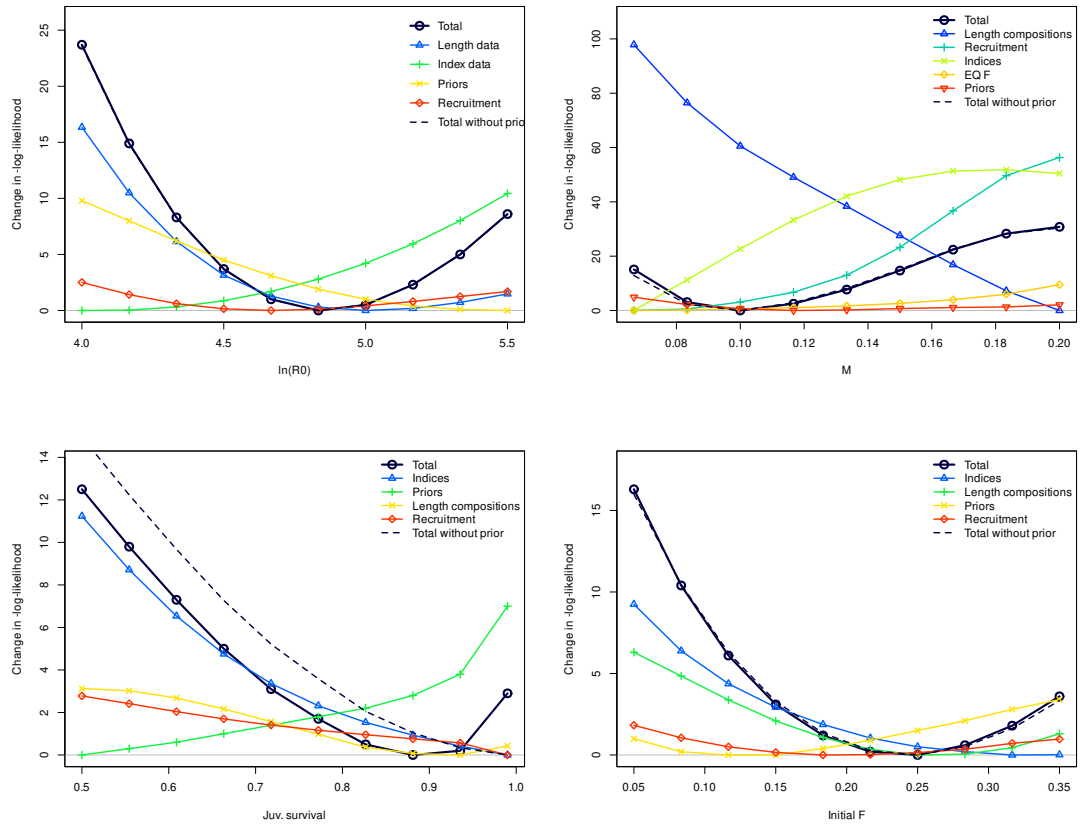 Change in -log-likelihood
0
5
10
15
20
25
Total
Length data
Index data
Priors
Recruitment
Total without prio
4.0
4.5
5.0
5.5
ln(R0)
Change in -log-likelihood
0
20
40
60
80
100
Total
Length compositions
Recruitment
Indices
EQ F
Priors
Total without prior
0.08
0.10
0.12
0.14
0.16
0.18
0.20
M
Change in -log-likelihood
0
2
4
6
8
10
12
14
Total
Indices
Priors
Length compositions
Recruitment
Total without prior
0.5
0.6
0.7
0.8
0.9
1.0
Juv. survival
Change in -log-likelihood
0
5
10
15
Total
Indices
Length compositions
Priors
Recruitment
Total without prior
0.05
0.10
0.15
0.20
0.25
0.30
0.35
Initial F